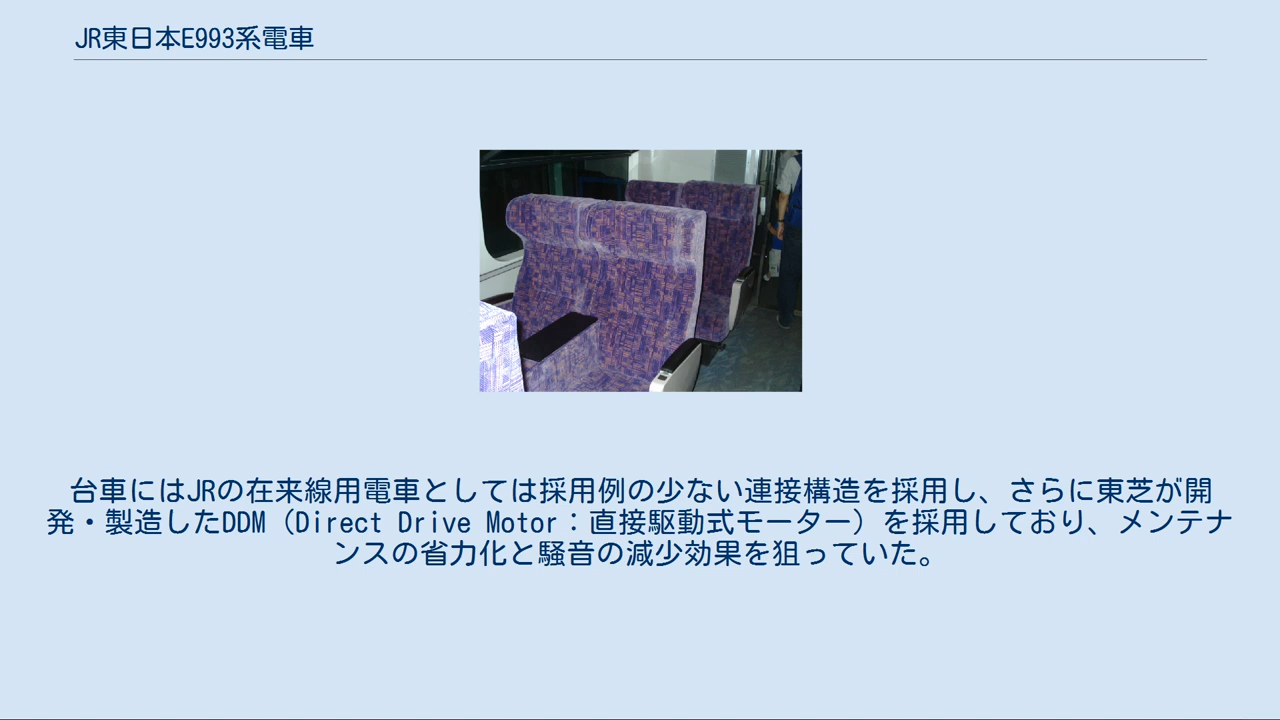 JR東日本E993系電車
台車にはJRの在来線用電車としては採用例の少ない連接構造を採用し、さらに東芝が開
発・製造したDDM（Direct Drive Motor：直接駆動式モーター）を採用しており、メンテナ
ンスの省力化と騒音の減少効果を狙っていた。